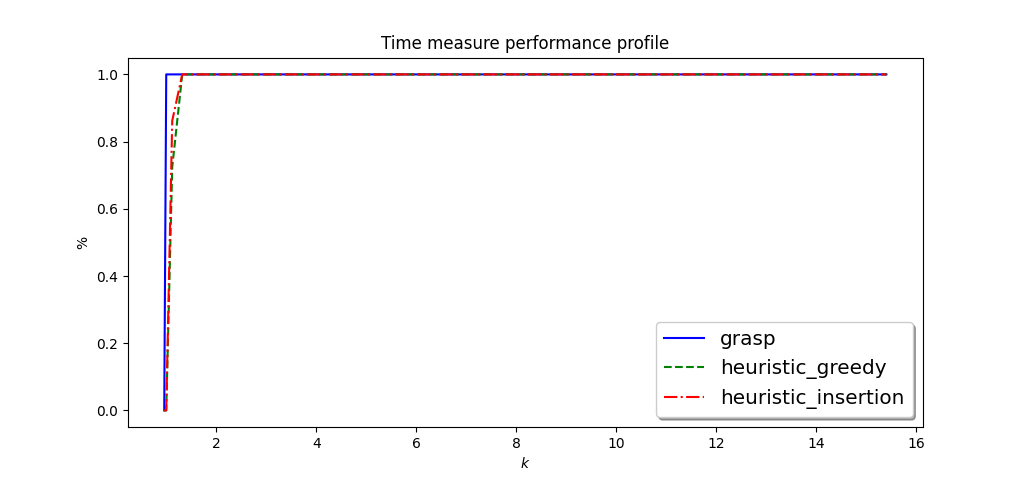 Time measure performance profile
1.0
0.8
0.6
0.4
0.2
0.0
%
2 4 6 8 10 12 14 16
k
grasp
heuristic_greedy
heuristic_insertion